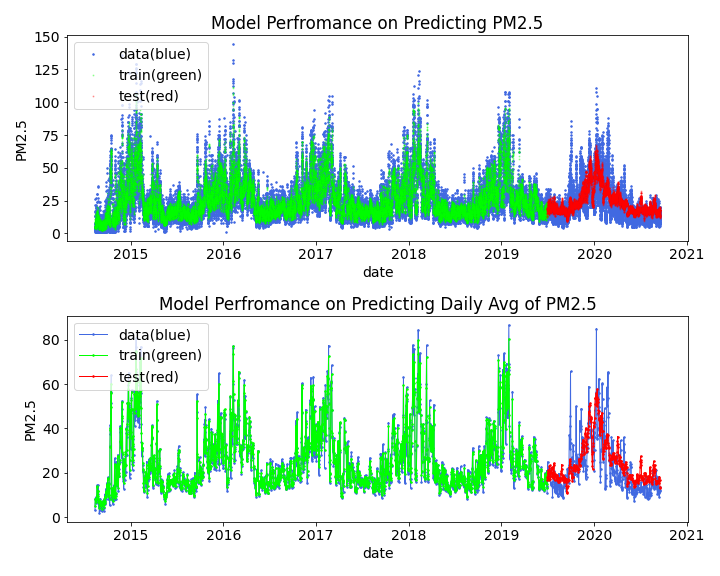 Model Perfromance on Predicting PM2.5
150
125
100
75
50
25
0
PM2.5
data(blue)
train(green)
test(red)
2015 2016 2017 2018 2019 2020 2021
date
Model Perfromance on Predicting Daily Avg of PM2.5
80
60
40
20
0
PM2.5
data(blue)
train(green)
test(red)
2015 2016 2017 2018 2019 2020 2021
date